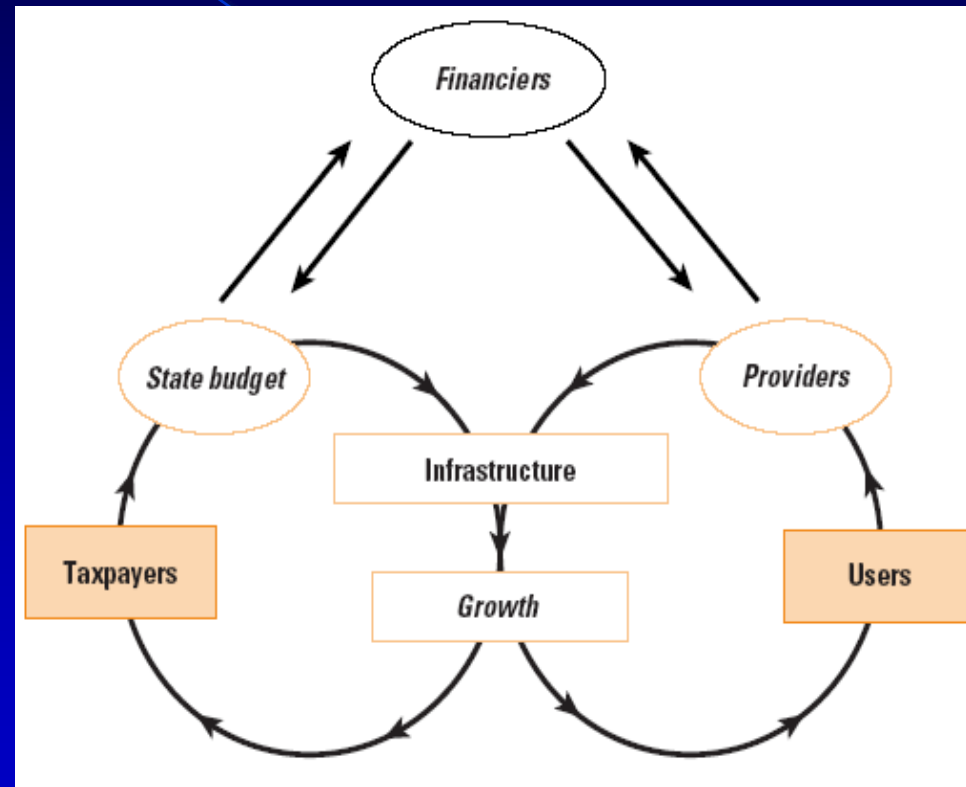 Financiers
State budget
Providers
Infrastructure
Taxpayers
Users
Growth